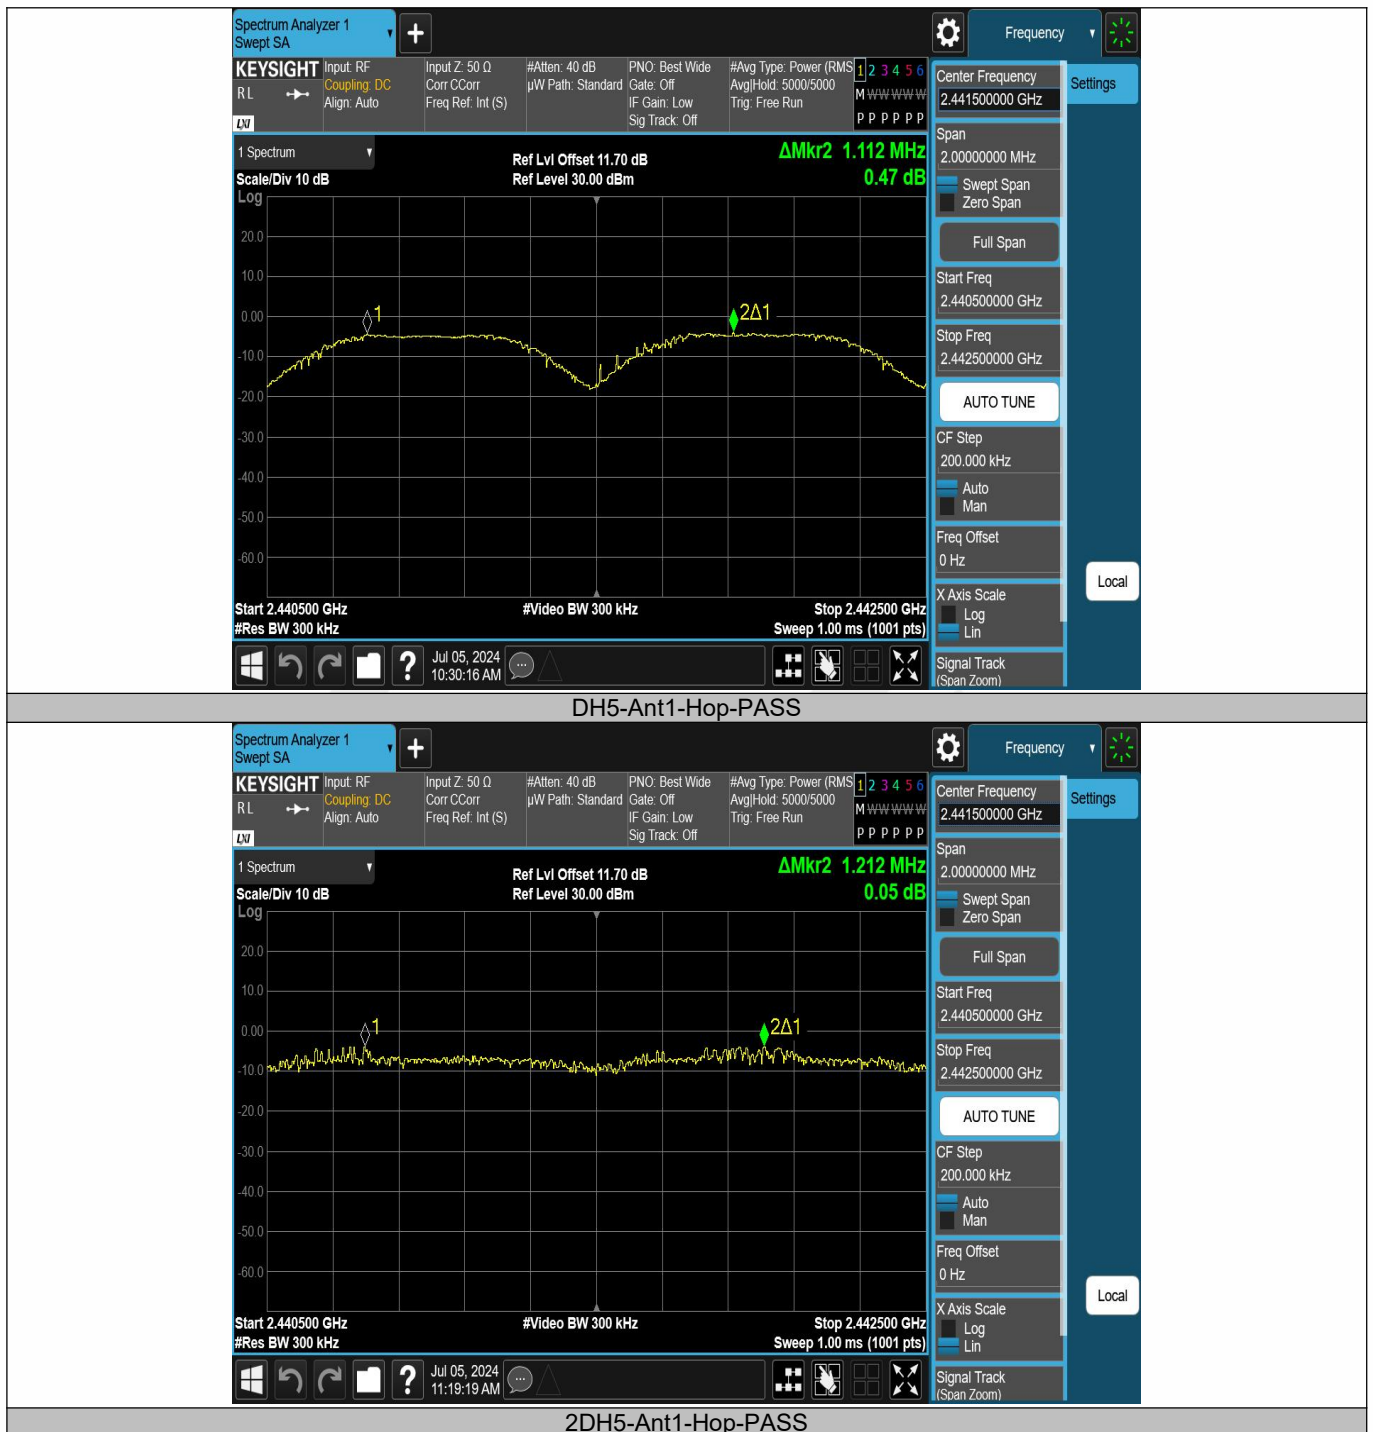 Spectrum Analyzer 1
Swept SA
Frequency
KEYSIGHT
R L
LXI
Input: RF
Coupling: DC
Align: Auto
Input Z: 50 Ω
Corr CCorr
Freq Ref: Int (S)
#Atten: 40 dB
µW Path: Standard
PNO: Best Wide
Gate: Off
IF Gain: Low
Sig Track: Off
#Avg Type: Power (RMS
Avg|Hold: 5000/5000
Trig: Free Run
1 2 3 4 5 6
M W W W W W
P P P P P P
1 Spectrum
Scale/Div 10 dB
Log
Ref Lvl Offset 11.70 dB
Ref Level 30.00 dBm
ΔMkr2 1.112 MHz
0.47 dB
20.0
10.0
0.00
-10.0
-20.0
-30.0
-40.0
-50.0
-60.0
1
2Δ1
Start 2.440500 GHz
#Res BW 300 kHz
#Video BW 300 kHz
Stop 2.442500 GHz
Sweep 1.00 ms (1001 pts)
Jul 05, 2024
10:30:16 AM
Center Frequency
2.441500000 GHz
Settings
Span
2.00000000 MHz
Swept Span
Zero Span
Full Span
Start Freq
2.440500000 GHz
Stop Freq
2.442500000 GHz
AUTO TUNE
CF Step
200.000 kHz
Auto
Man
Freq Offset
0 Hz
X Axis Scale
Log
Lin
Local
Signal Track
(Span Zoom)
DH5-Ant1-Hop-PASS
Spectrum Analyzer 1
Swept SA
Frequency
KEYSIGHT
R L
LXI
Input: RF
Coupling: DC
Align: Auto
Input Z: 50 Ω
Corr CCorr
Freq Ref: Int (S)
#Atten: 40 dB
µW Path: Standard
PNO: Best Wide
Gate: Off
IF Gain: Low
Sig Track: Off
#Avg Type: Power (RMS
Avg|Hold: 5000/5000
Trig: Free Run
1 2 3 4 5 6
M W W W W W
P P P P P P
1 Spectrum
Scale/Div 10 dB
Log
Ref Lvl Offset 11.70 dB
Ref Level 30.00 dBm
ΔMkr2 1.212 MHz
0.05 dB
20.0
10.0
0.00
-10.0
-20.0
-30.0
-40.0
-50.0
-60.0
1
2Δ1
Start 2.440500 GHz
#Res BW 300 kHz
#Video BW 300 kHz
Stop 2.442500 GHz
Sweep 1.00 ms (1001 pts)
Jul 05, 2024
11:19:19 AM
Center Frequency
2.441500000 GHz
Settings
Span
2.00000000 MHz
Swept Span
Zero Span
Full Span
Start Freq
2.440500000 GHz
Stop Freq
2.442500000 GHz
AUTO TUNE
CF Step
200.000 kHz
Auto
Man
Freq Offset
0 Hz
X Axis Scale
Log
Lin
Local
Signal Track
(Span Zoom)
2DH5-Ant1-Hop-PASS